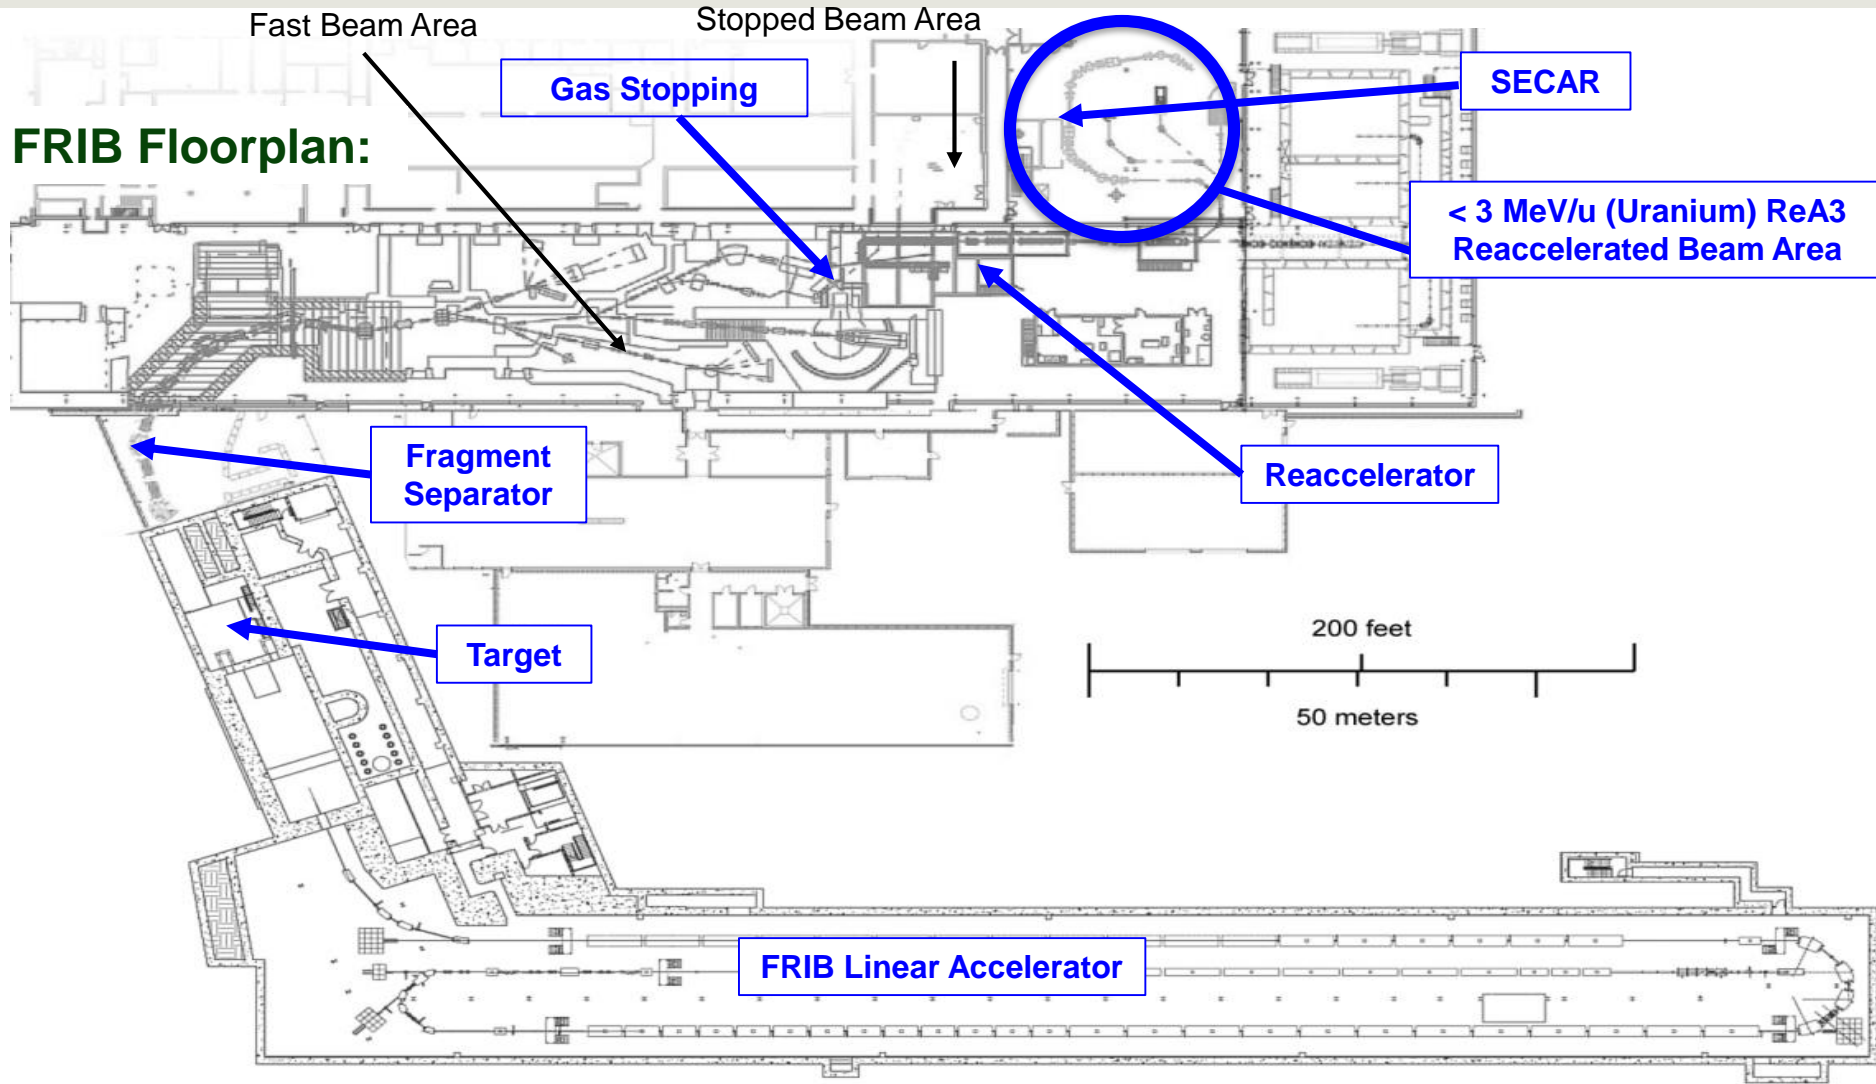 Fast Beam Area
Stopped Beam Area
Gas Stopping
SECAR
FRIB Floorplan:
< 3 MeV/u (Uranium) ReA3
Reaccelerated Beam Area
Fragment
Separator
Reaccelerator
Target
200 feet
50 meters
FRIB Linear Accelerator